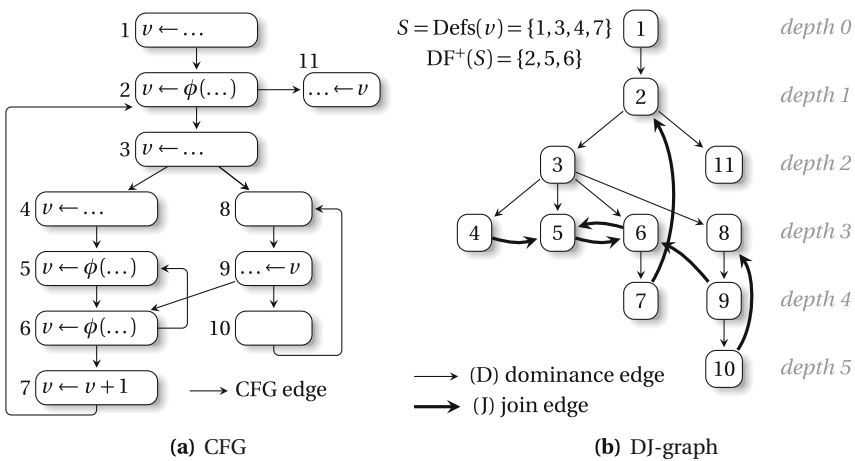 1 v ← …
2 v ← ϕ(…)
11
… ← v
3 v ← …
4 v ← …
8
5 v ← ϕ(…)
9 … ← v
6 v ← ϕ(…)
10
7 v ← v + 1
CFG edge
(a) CFG
S = Defs(v) = {1, 3, 4, 7}
DF⁺(S) = {2, 5, 6}
1
depth 0
2
depth 1
3
11
depth 2
4
5
6
8
depth 3
7
9
depth 4
10
depth 5
(D) dominance edge
(J) join edge
(b) DJ-graph